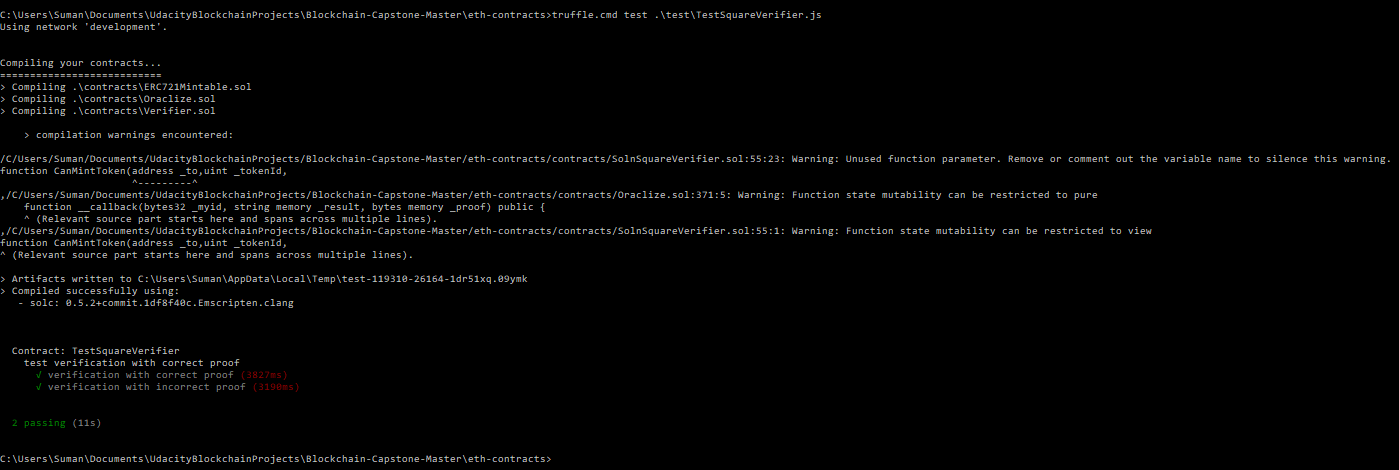 C:\Users\Suman\Documents\UdacityBlockchainProjects\Blockchain-Capstone-Master\eth-contracts>truffle.cmd test .\test\TestSquareVerifier.js
Using network 'development'.
Compiling your contracts...
===========================
> Compiling .\contracts\ERC721Mintable.sol
> Compiling .\contracts\Oraclize.sol
> Compiling .\contracts\Verifier.sol
> compilation warnings encountered:
/C/Users/Suman/Documents/UdacityBlockchainProjects/Blockchain-Capstone-Master/eth-contracts/contracts/SolnSquareVerifier.sol:55:23: Warning: Unused function parameter. Remove or comment out the variable name to silence this warning.
function CanMintToken(address _to,uint _tokenId,
^---------^
,/C/Users/Suman/Documents/UdacityBlockchainProjects/Blockchain-Capstone-Master/eth-contracts/contracts/Oraclize.sol:371:5: Warning: Function state mutability can be restricted to pure
function __callback(bytes32 _myid, string memory _result, bytes memory _proof) public {
^ (Relevant source part starts here and spans across multiple lines).
,/C/Users/Suman/Documents/UdacityBlockchainProjects/Blockchain-Capstone-Master/eth-contracts/contracts/SolnSquareVerifier.sol:55:1: Warning: Function state mutability can be restricted to view
function CanMintToken(address _to,uint _tokenId,
^ (Relevant source part starts here and spans across multiple lines).
> Artifacts written to C:\Users\Suman\AppData\Local\Temp\test-119310-26164-1dr51xq.09ymk
> Compiled successfully using:
- solc: 0.5.2+commit.1df8f40c.Emscripten.clang
Contract: TestSquareVerifier
test verification with correct proof
√ verification with correct proof (3827ms)
√ verification with incorrect proof (3190ms)
2 passing (11s)
C:\Users\Suman\Documents\UdacityBlockchainProjects\Blockchain-Capstone-Master\eth-contracts>